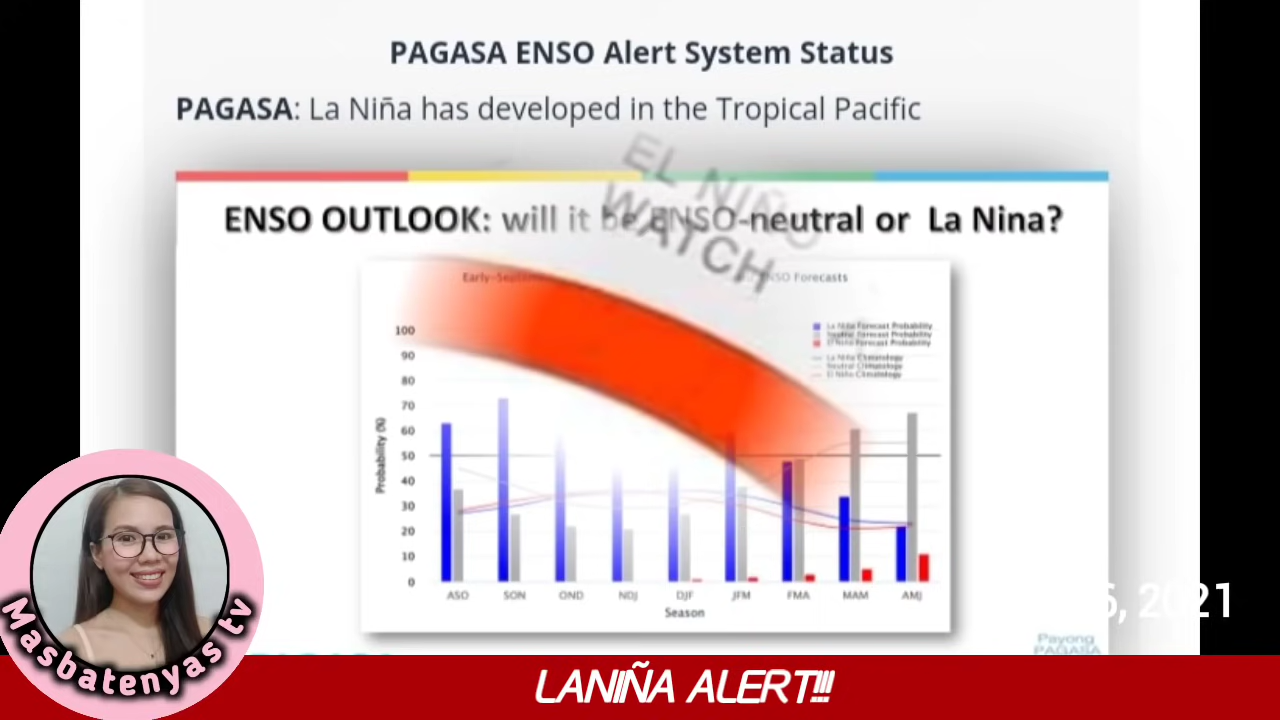 PAGASA ENSO Alert System Status
PAGASA: La Niña has developed in the Tropical Pacific
EL NIÑO
WATCH
ENSO OUTLOOK: will it be ENSO-neutral or La Nina?
Early-Septem
ENSO Forecasts
La Niña Forecast Probability
Neutral Forecast Probability
El Niño Forecast Probability
La Niña Climatology
Neutral Climatology
El Niño Climatology
Probability (%)
100
90
80
70
60
50
40
30
20
10
0
ASO SON OND NDJ DJF JFM FMA MAM AMJ
Season
2021
Payong
PAGASA
Masbatenyas tv
LANIÑA ALERT!!!